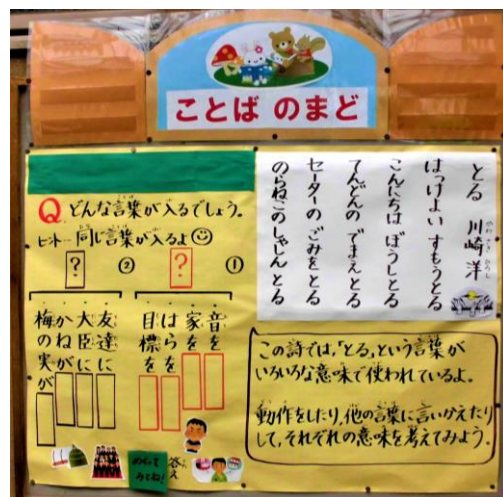 ことば のまど
とる 川崎洋
はっけよい すもうとる
こんにちは ぼうしとる
てんどんの でまえとる
セーターの ごみをとる
のらねこの しゃしんとる
Q どんな言葉が入るでしょう。
ヒント… 同じ言葉が入るよ
①
?
音を
家を
はらを
目標を
②
?
友達に
大臣に
かねが
梅の実が
答え
めくって
みてね!
この詩では、「とる」という言葉が
いろいろな意味で使われているよ。
動作をしたり、他の言葉に言いかえたり
して、それぞれの意味を考えてみよう。